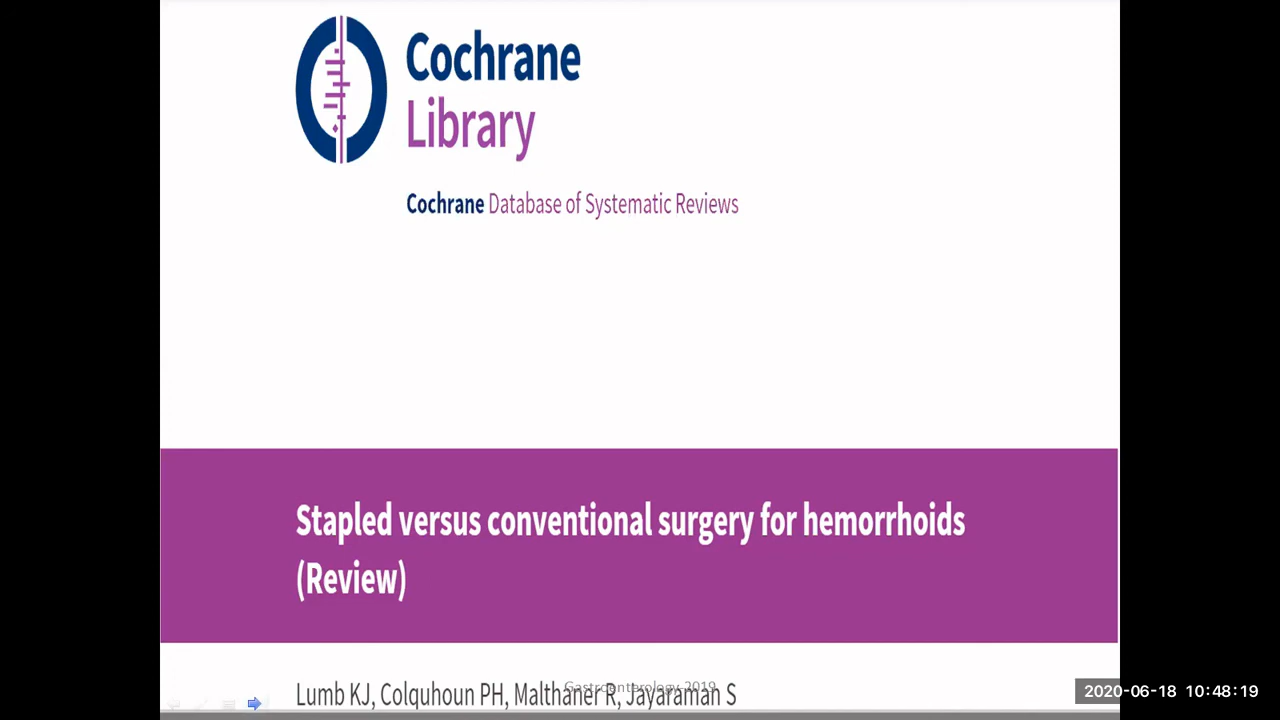 Cochrane
Library
Cochrane Database of Systematic Reviews
Stapled versus conventional surgery for hemorrhoids
(Review)
Lumb KJ, Colquhoun PH, Malthaner R, Jayaraman S
Gastroenterology 2019
2020-06-18 10:48:19